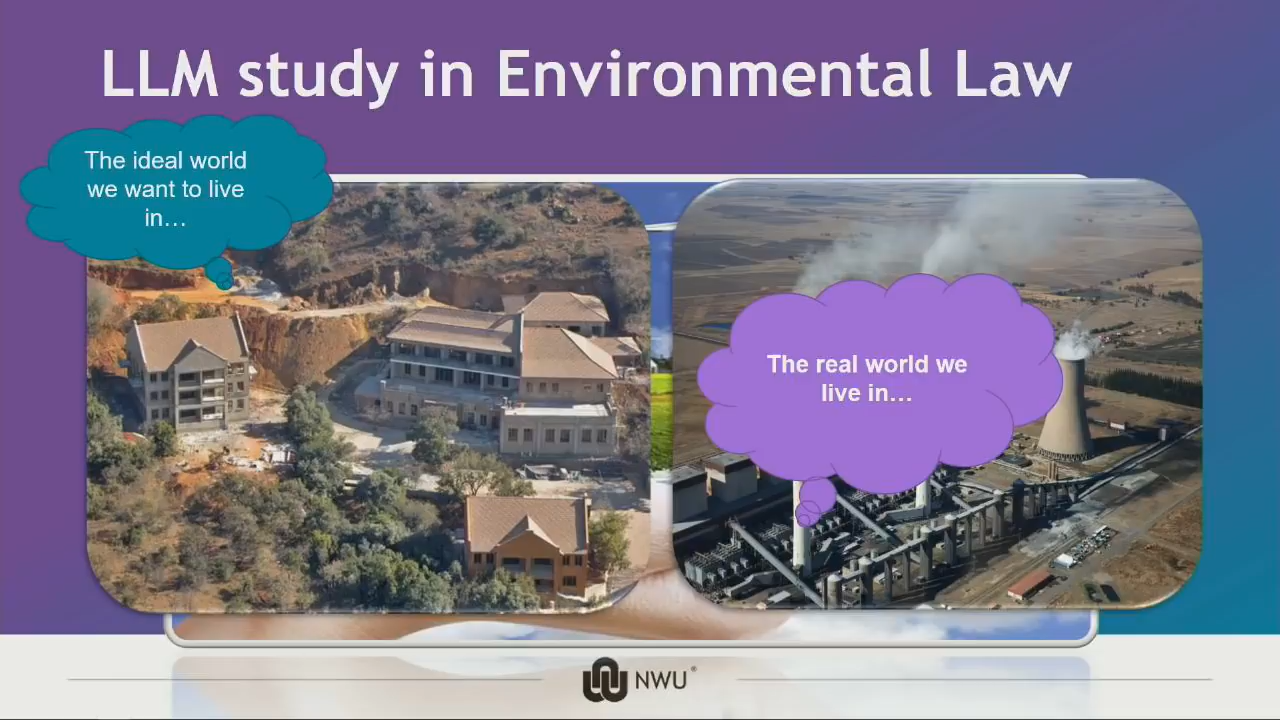 LLM study in Environmental Law
The ideal world
we want to live
in…
The real world we
live in…
NWU®